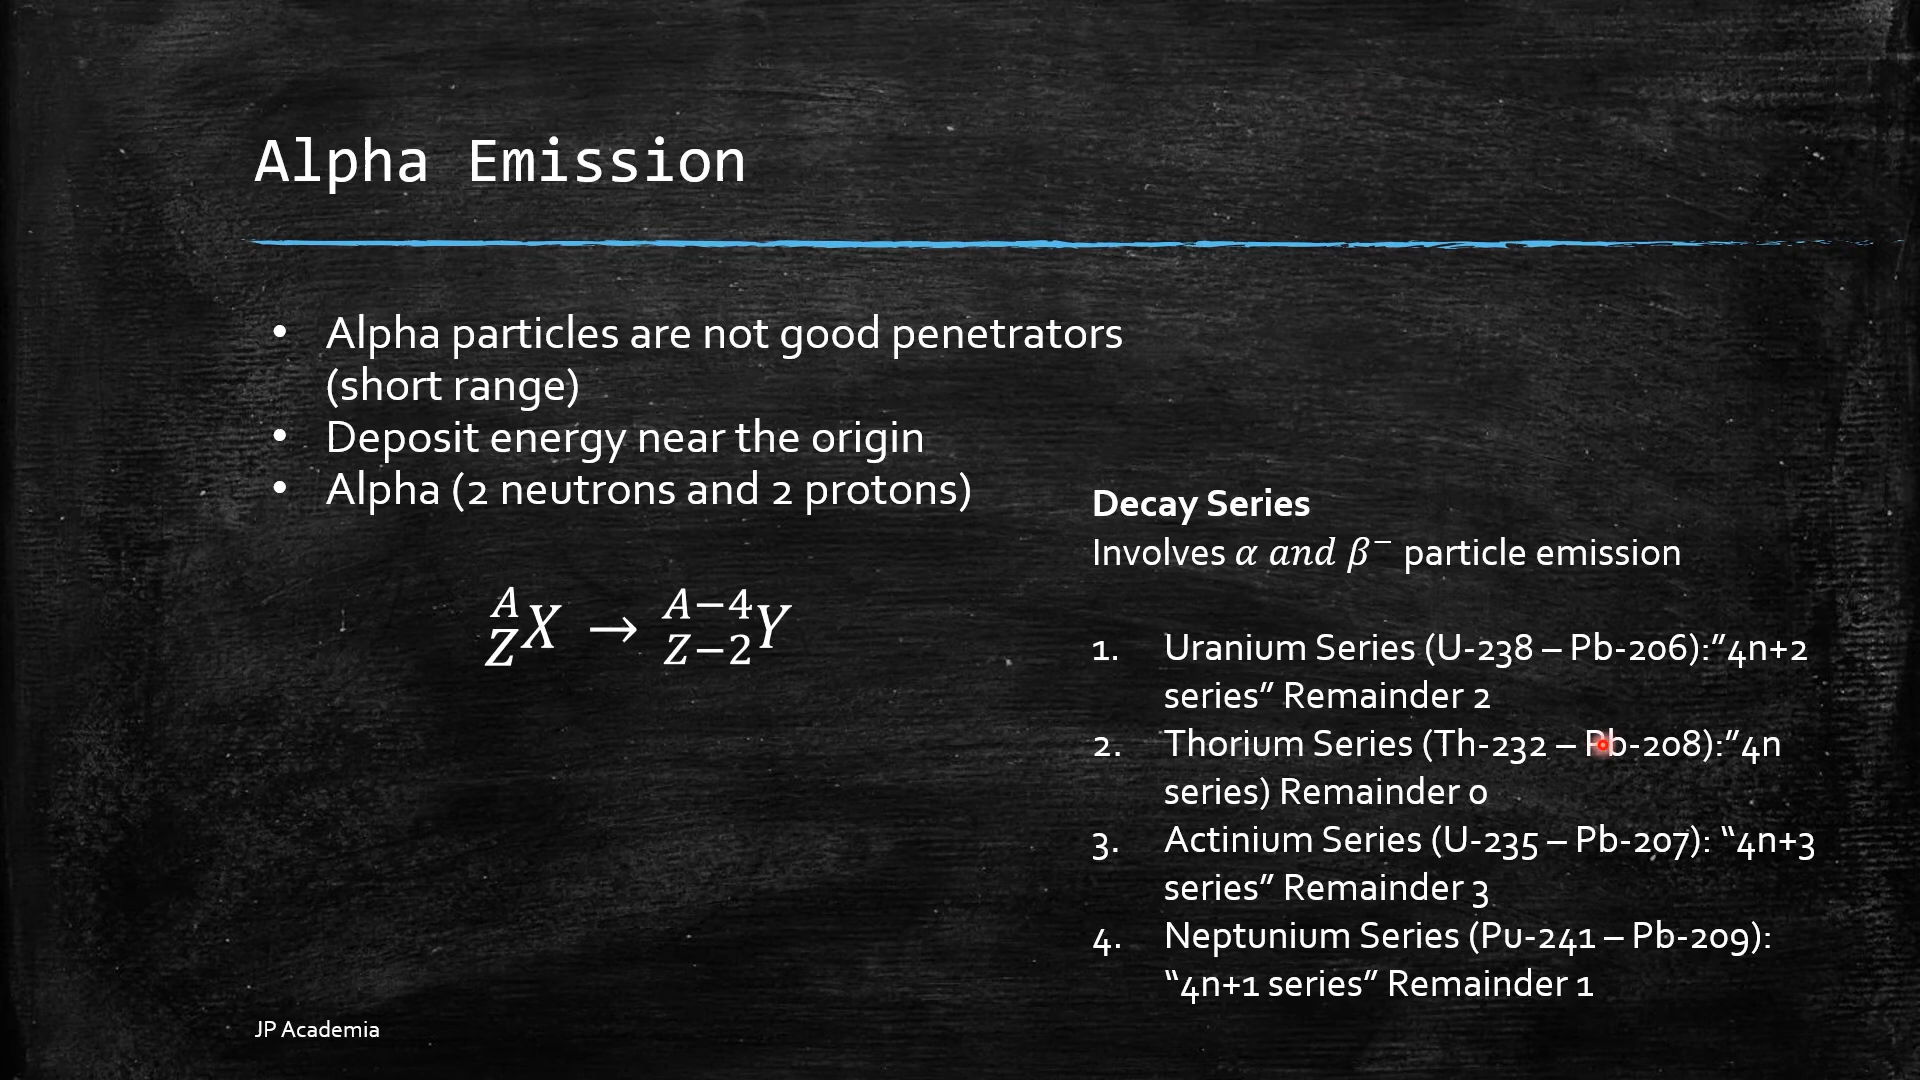 Alpha Emission
• Alpha particles are not good penetrators
(short range)
• Deposit energy near the origin
• Alpha (2 neutrons and 2 protons)
^A_Z X → ^{A−4}_{Z−2} Y
Decay Series
Involves α and β⁻ particle emission
1. Uranium Series (U-238 – Pb-206):”4n+2
series” Remainder 2
2. Thorium Series (Th-232 – Pb-208):”4n
series) Remainder 0
3. Actinium Series (U-235 – Pb-207): “4n+3
series” Remainder 3
4. Neptunium Series (Pu-241 – Pb-209):
“4n+1 series” Remainder 1
JP Academia